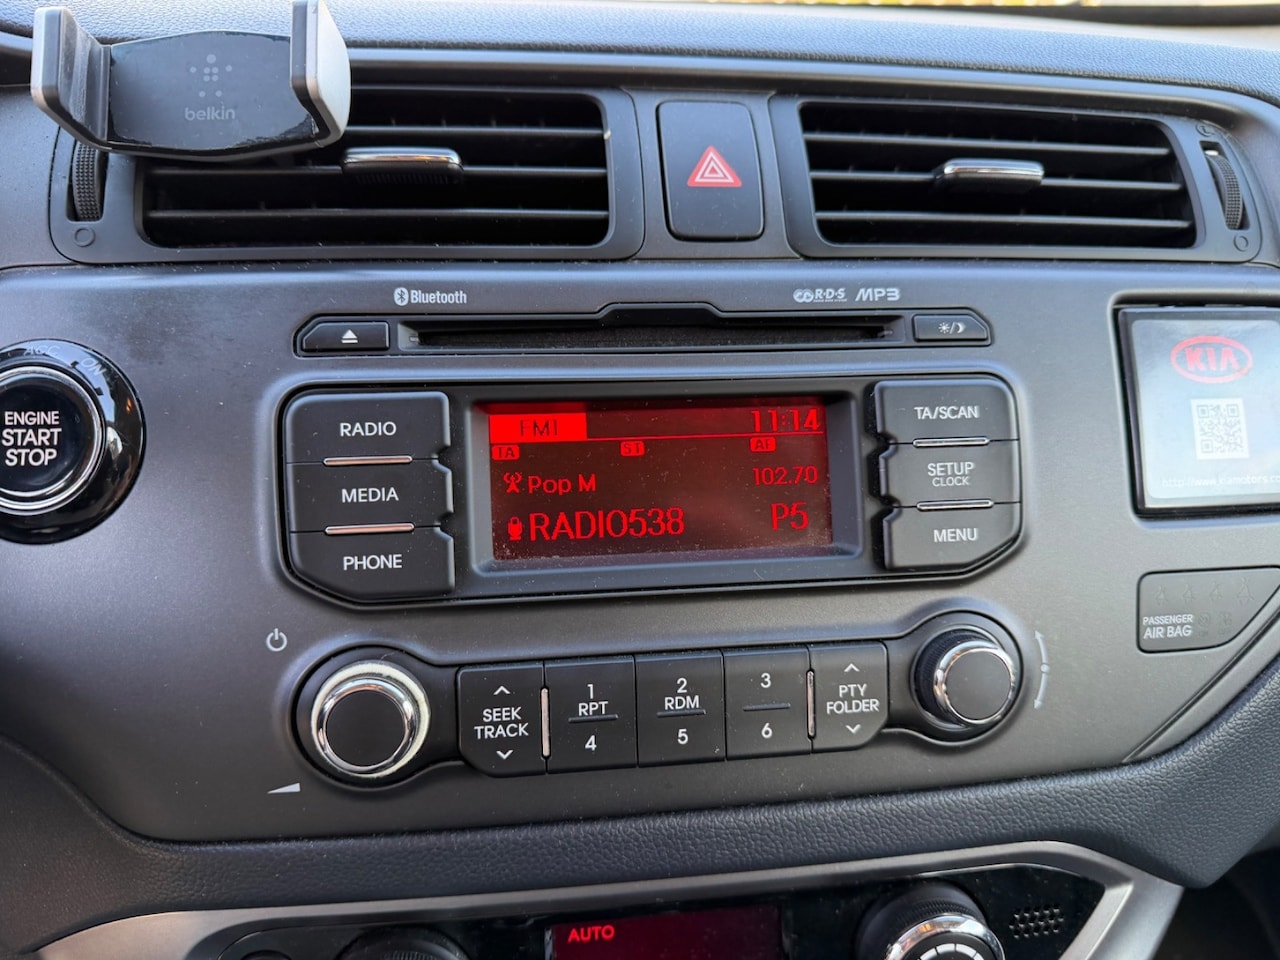 belkin
Bluetooth
R·D·S MP3
ENGINE
START
STOP
ON
RADIO
MEDIA
PHONE
FM1 11:14
TA ST AF
Pop M 102.70
RADIO538 P5
TA/SCAN
SETUP
CLOCK
MENU
KIA
PASSENGER
AIR BAG
SEEK
TRACK
1
RPT
4
2
RDM
5
3
6
PTY
FOLDER
AUTO